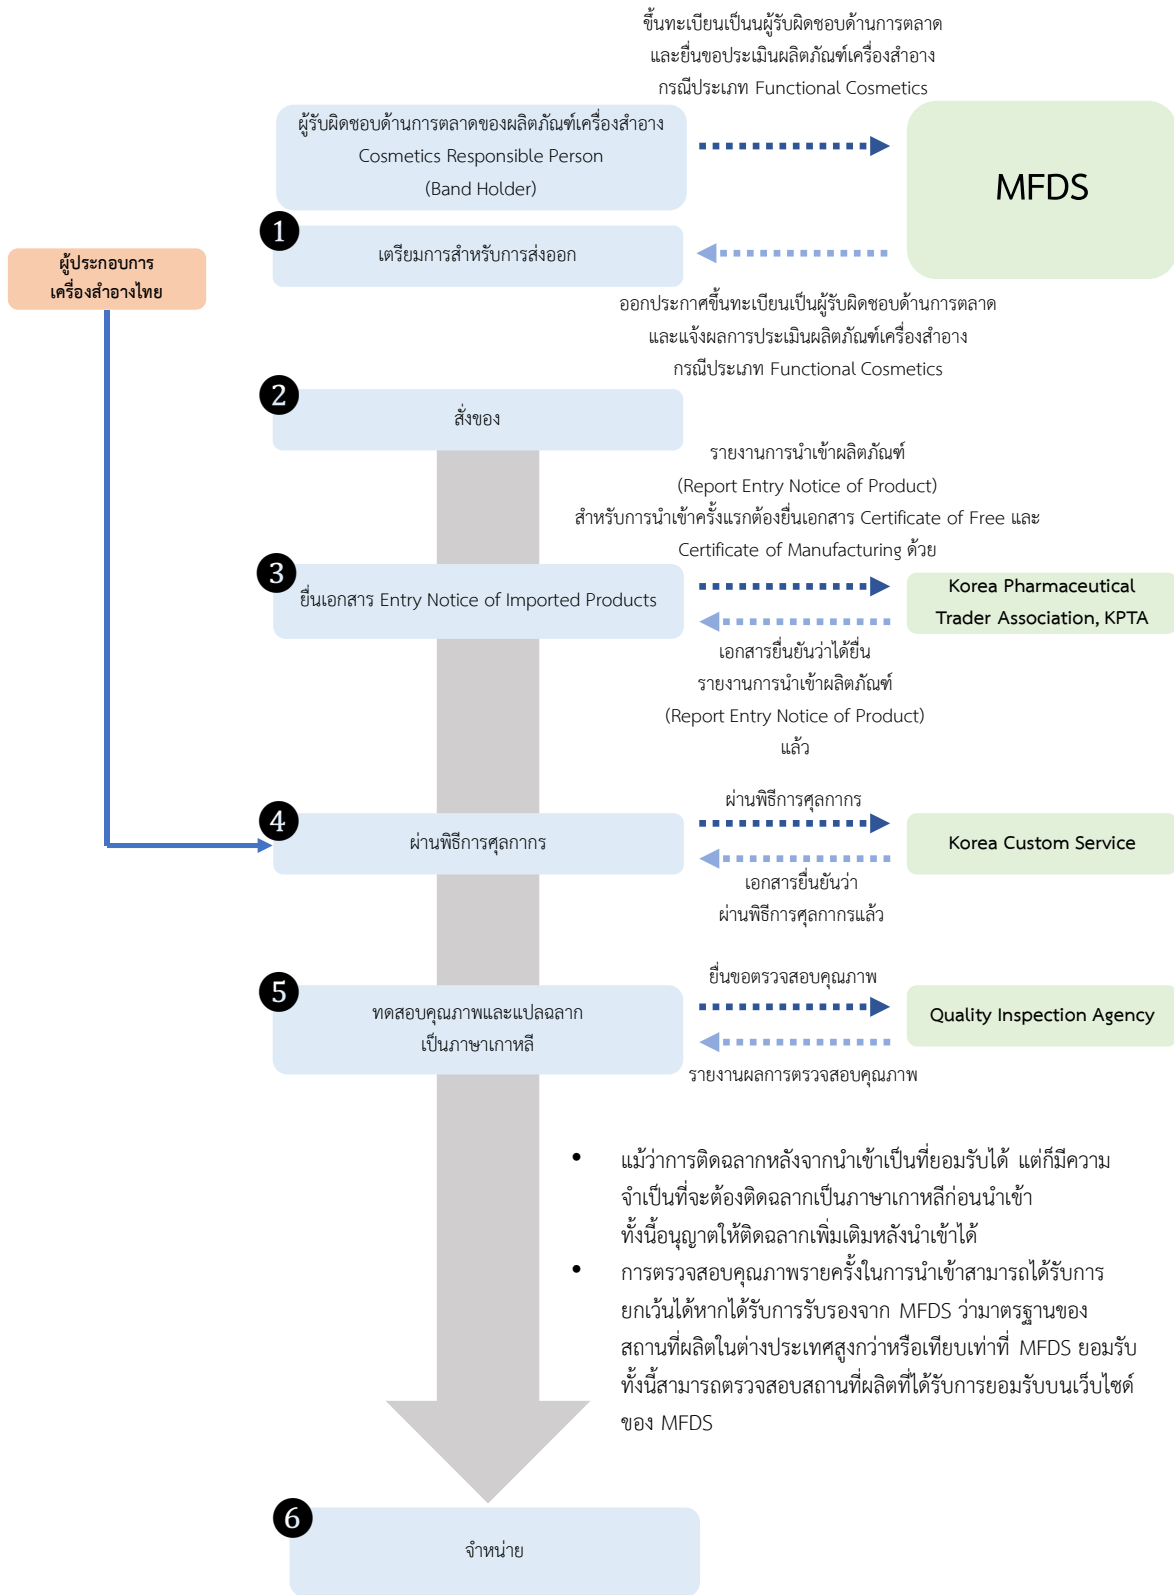 ขึ้นทะเบียนเป็นนผู้รับผิดชอบด้านการตลาด
และยื่นขอประเมินผลิตภัณฑ์เครื่องสำอาง
กรณีประเภท Functional Cosmetics
ผู้รับผิดชอบด้านการตลาดของผลิตภัณฑ์เครื่องสำอาง
Cosmetics Responsible Person
(Band Holder)
MFDS
1
เตรียมการสำหรับการส่งออก
ผู้ประกอบการ
เครื่องสำอางไทย
ออกประกาศขึ้นทะเบียนเป็นผู้รับผิดชอบด้านการตลาด
และแจ้งผลการประเมินผลิตภัณฑ์เครื่องสำอาง
กรณีประเภท Functional Cosmetics
2
สั่งของ
รายงานการนำเข้าผลิตภัณฑ์
(Report Entry Notice of Product)
สำหรับการนำเข้าครั้งแรกต้องยื่นเอกสาร Certificate of Free และ
Certificate of Manufacturing ด้วย
3
ยื่นเอกสาร Entry Notice of Imported Products
Korea Pharmaceutical
Trader Association, KPTA
เอกสารยื่นยันว่าได้ยื่น
รายงานการนำเข้าผลิตภัณฑ์
(Report Entry Notice of Product)
แล้ว
4
ผ่านพิธีการศุลกากร
ผ่านพิธีการศุลกากร
Korea Custom Service
เอกสารยื่นยันว่า
ผ่านพิธีการศุลกากรแล้ว
5
ทดสอบคุณภาพและแปลฉลาก
เป็นภาษาเกาหลี
ยื่นขอตรวจสอบคุณภาพ
Quality Inspection Agency
รายงานผลการตรวจสอบคุณภาพ
• แม้ว่าการติดฉลากหลังจากนำเข้าเป็นที่ยอมรับได้ แต่ก็มีความ
จำเป็นที่จะต้องติดฉลากเป็นภาษาเกาหลีก่อนนำเข้า
ทั้งนี้อนุญาตให้ติดฉลากเพิ่มเติมหลังนำเข้าได้
• การตรวจสอบคุณภาพรายครั้งในการนำเข้าสามารถได้รับการ
ยกเว้นได้หากได้รับการรับรองจาก MFDS ว่ามาตรฐานของ
สถานที่ผลิตในต่างประเทศสูงกว่าหรือเทียบเท่าที่ MFDS ยอมรับ
ทั้งนี้สามารถตรวจสอบสถานที่ผลิตที่ได้รับการยอมรับบนเว็บไซต์
ของ MFDS
6
จำหน่าย